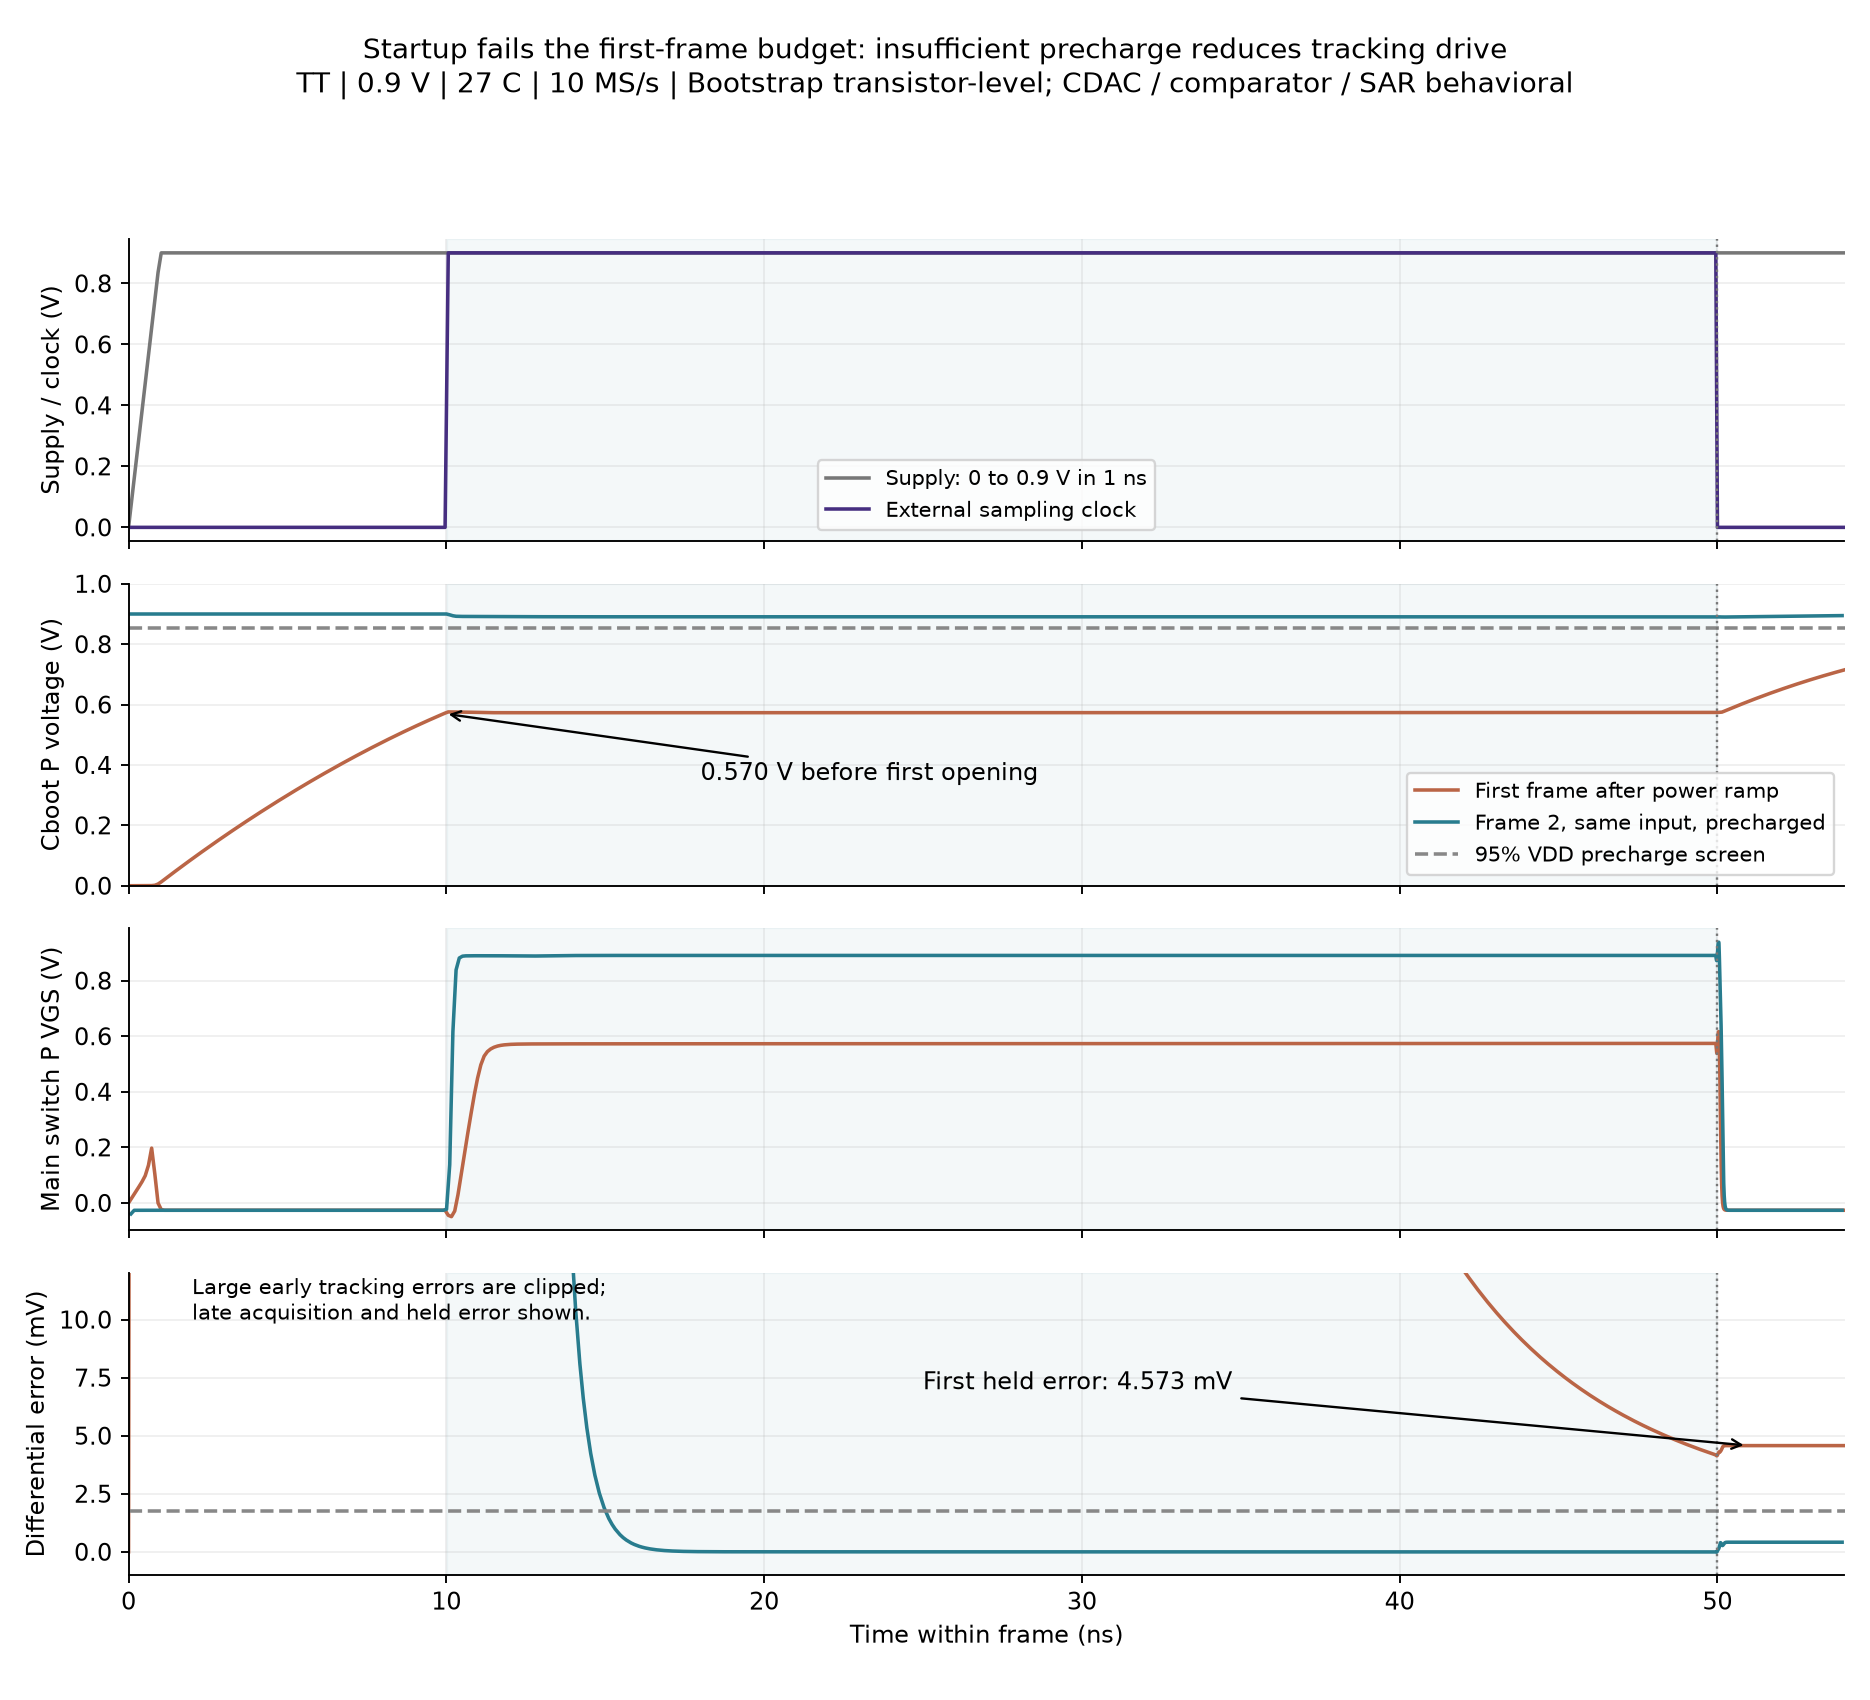 Startup fails the first-frame budget: insufficient precharge reduces tracking drive
TT | 0.9 V | 27 C | 10 MS/s | Bootstrap transistor-level; CDAC / comparator / SAR behavioral
Supply / clock (V)
0.8
0.6
0.4
0.2
0.0
Supply: 0 to 0.9 V in 1 ns
External sampling clock
Cboot P voltage (V)
1.0
0.8
0.6
0.4
0.2
0.0
0.570 V before first opening
First frame after power ramp
Frame 2, same input, precharged
95% VDD precharge screen
Main switch P VGS (V)
0.8
0.6
0.4
0.2
0.0
Differential error (mV)
10.0
7.5
5.0
2.5
0.0
Large early tracking errors are clipped;
late acquisition and held error shown.
First held error: 4.573 mV
0 10 20 30 40 50
Time within frame (ns)